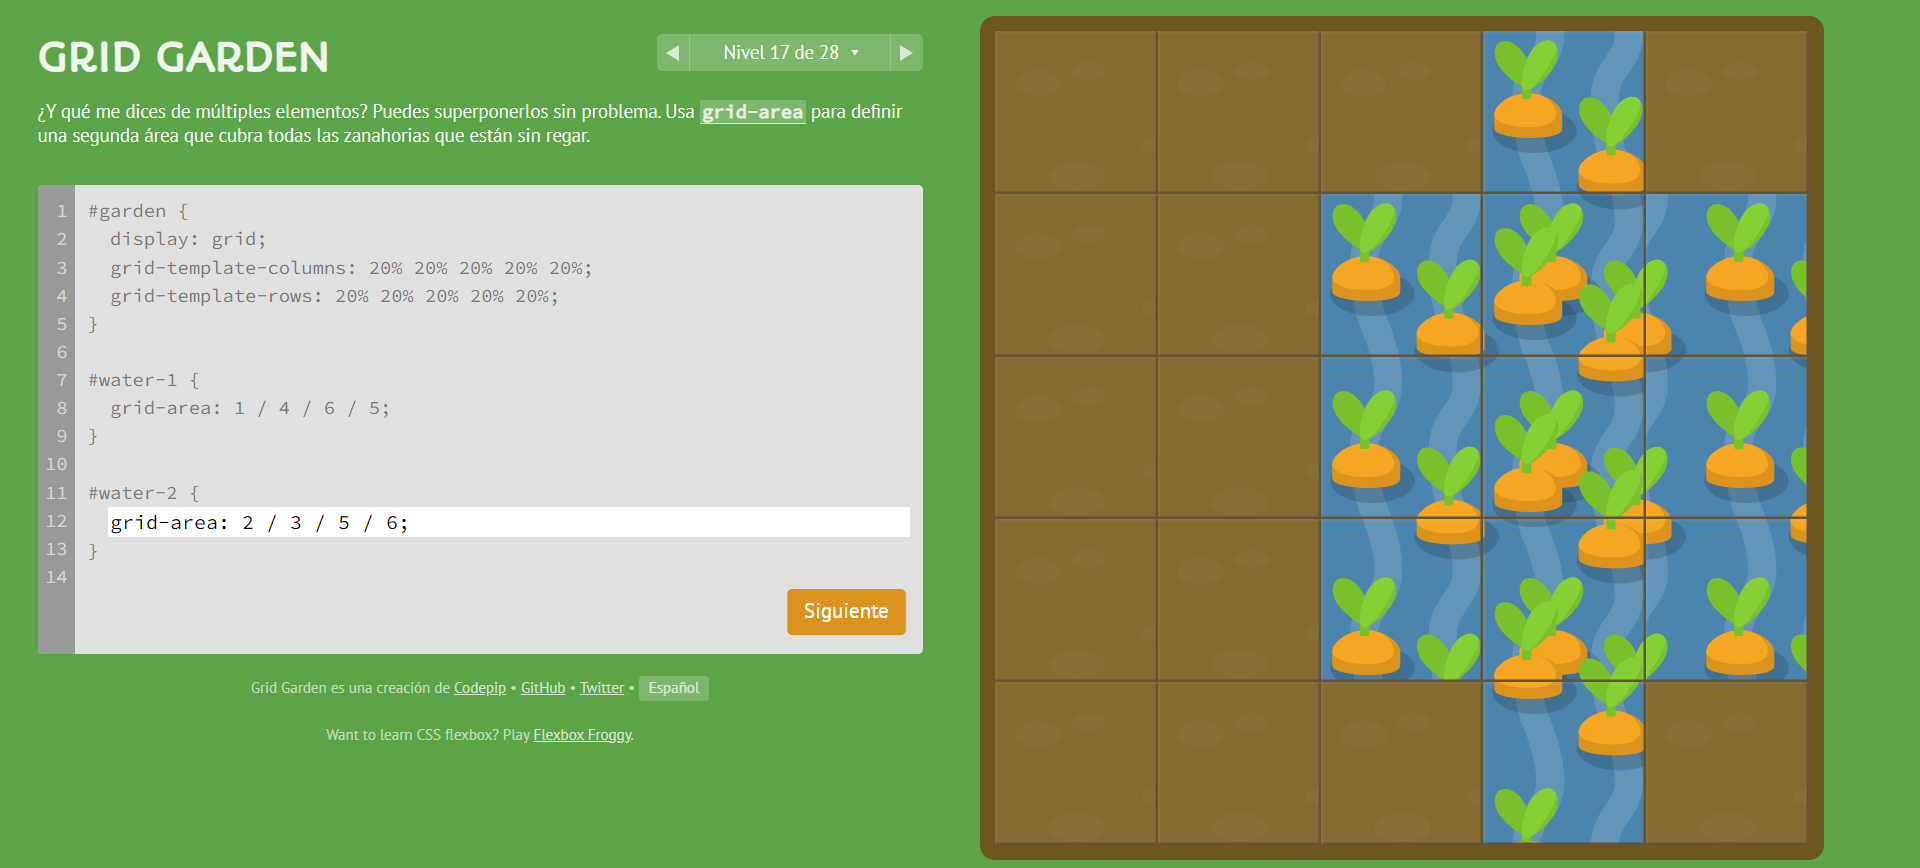 GRID GARDEN
◀ Nivel 17 de 28 ▾ ▶
¿Y qué me dices de múltiples elementos? Puedes superponerlos sin problema. Usa grid-area para definir
una segunda área que cubra todas las zanahorias que están sin regar.
1 #garden {
2 display: grid;
3 grid-template-columns: 20% 20% 20% 20% 20%;
4 grid-template-rows: 20% 20% 20% 20% 20%;
5 }
6
7 #water-1 {
8 grid-area: 1 / 4 / 6 / 5;
9 }
10
11 #water-2 {
12 grid-area: 2 / 3 / 5 / 6;
13 }
14
Siguiente
Grid Garden es una creación de Codepip • GitHub • Twitter • Español
Want to learn CSS flexbox? Play Flexbox Froggy.